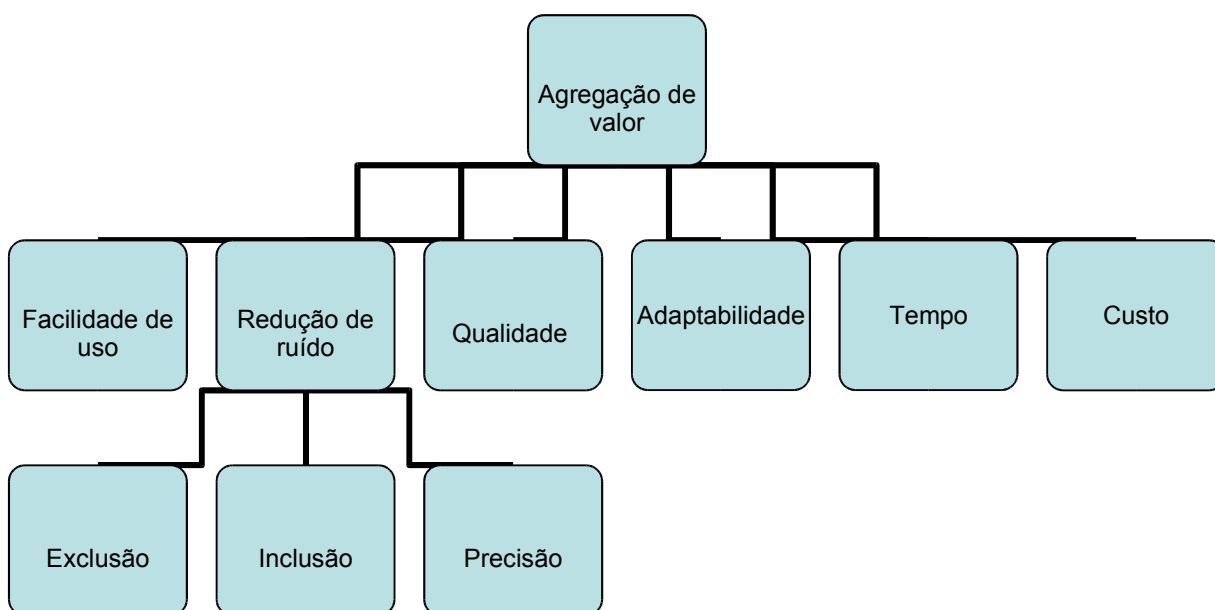 Agregação de
valor
Facilidade de
uso
Redução de
ruído
Qualidade
Adaptabilidade
Tempo
Custo
Exclusão
Inclusão
Precisão